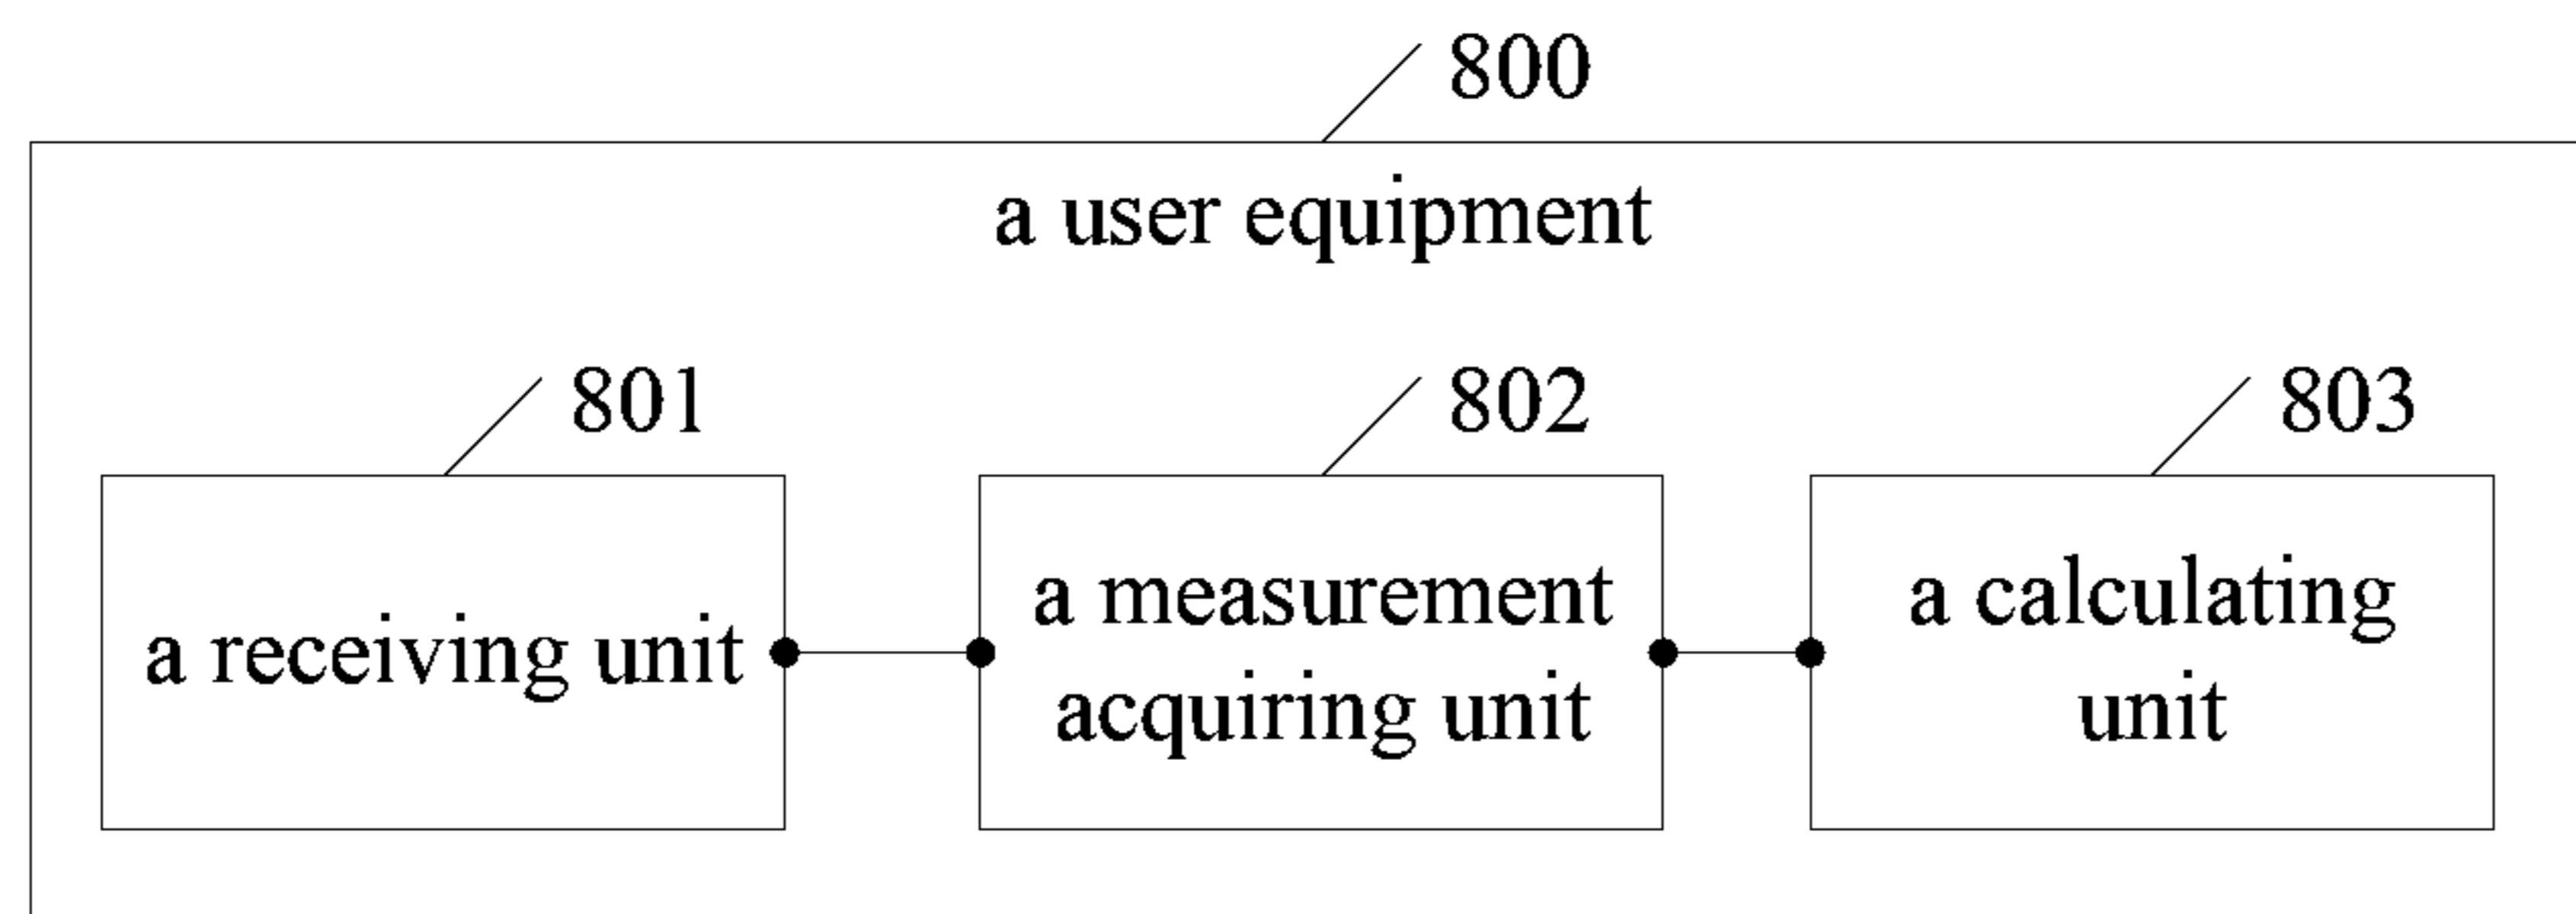 800
a user equipment
801
802
803
a receiving unit
a measurement
acquiring unit
a calculating
unit